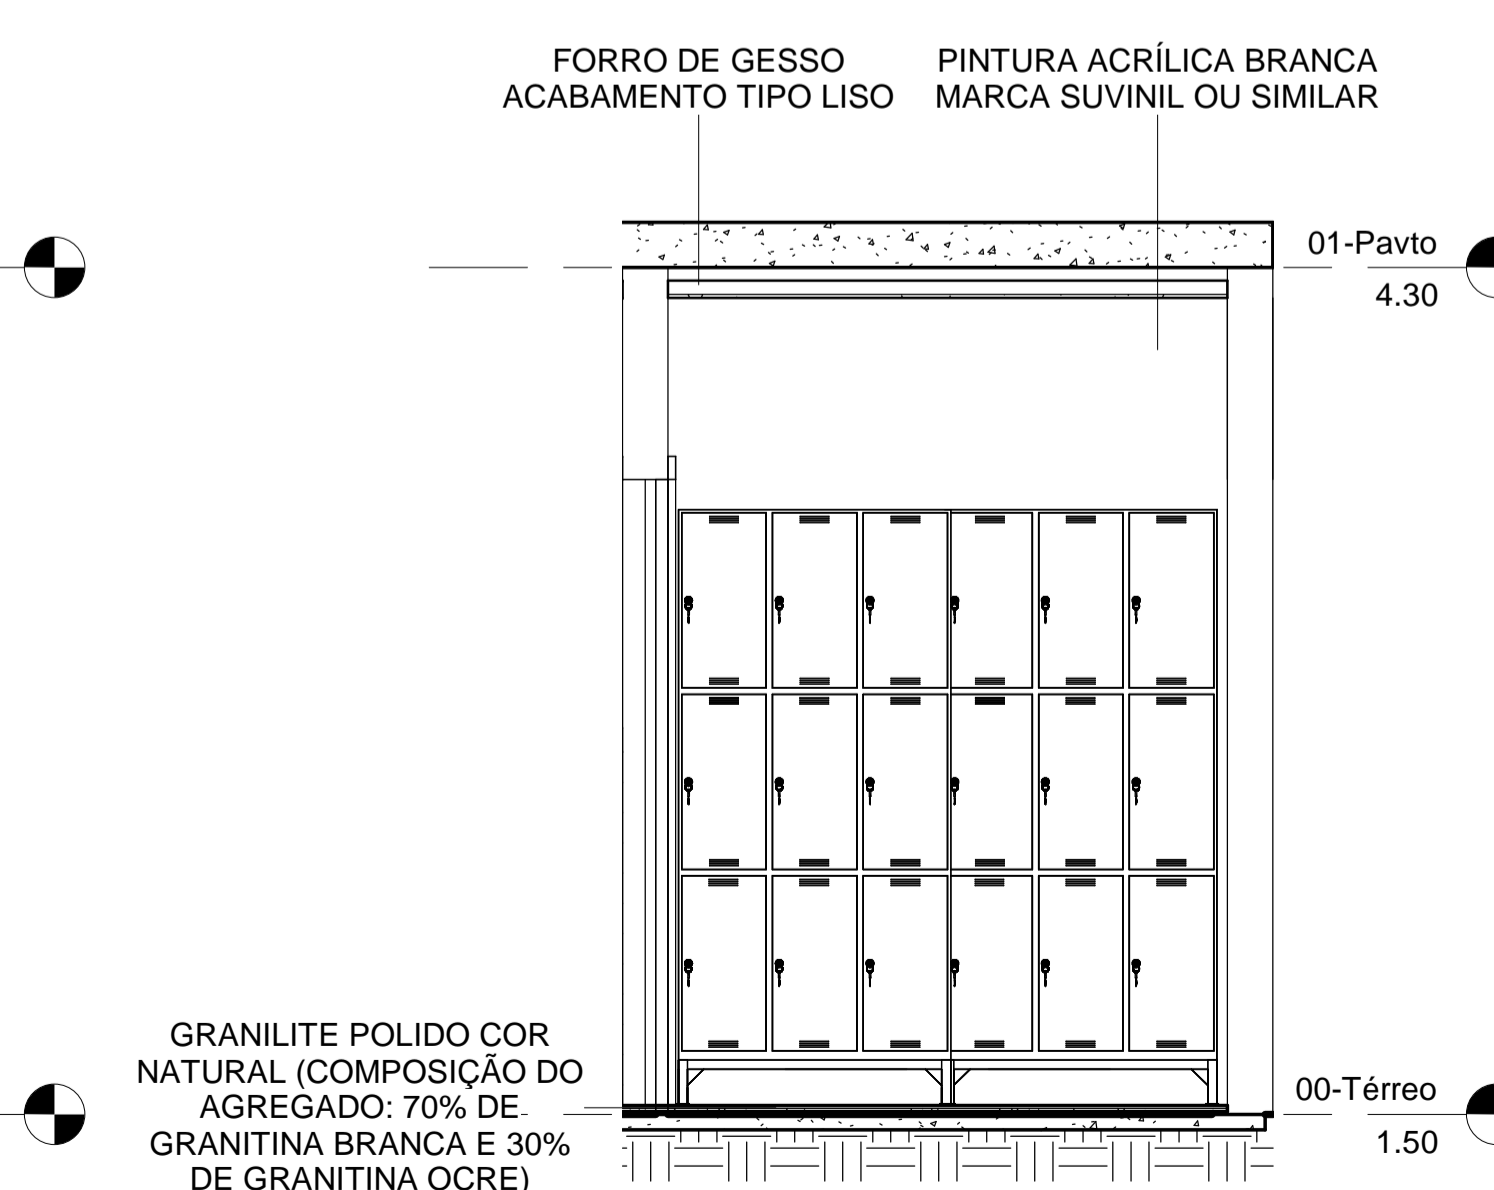 FORRO DE GESSO
ACABAMENTO TIPO LISO
PINTURA ACRÍLICA BRANCA
MARCA SUVINIL OU SIMILAR
01-Pavto
4.30
GRANILITE POLIDO COR
NATURAL (COMPOSIÇÃO DO
AGREGADO: 70% DE
GRANITINA BRANCA E 30%
DE GRANITINA OCRE)
00-Térreo
1.50